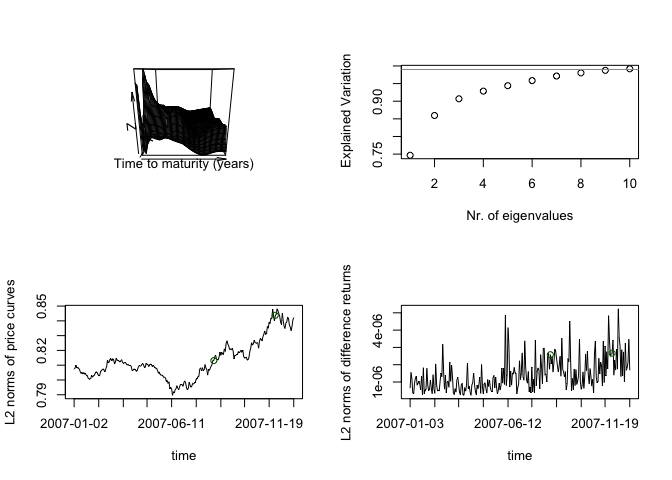 Z
Time to maturity (years)
Explained Variation
0.75 0.90
2 4 6 8 10
Nr. of eigenvalues
L2 norms of price curves
0.79 0.82 0.85
2007-01-02 2007-06-11 2007-11-19
time
L2 norms of difference returns
1e-06 4e-06
2007-01-03 2007-06-12 2007-11-19
time